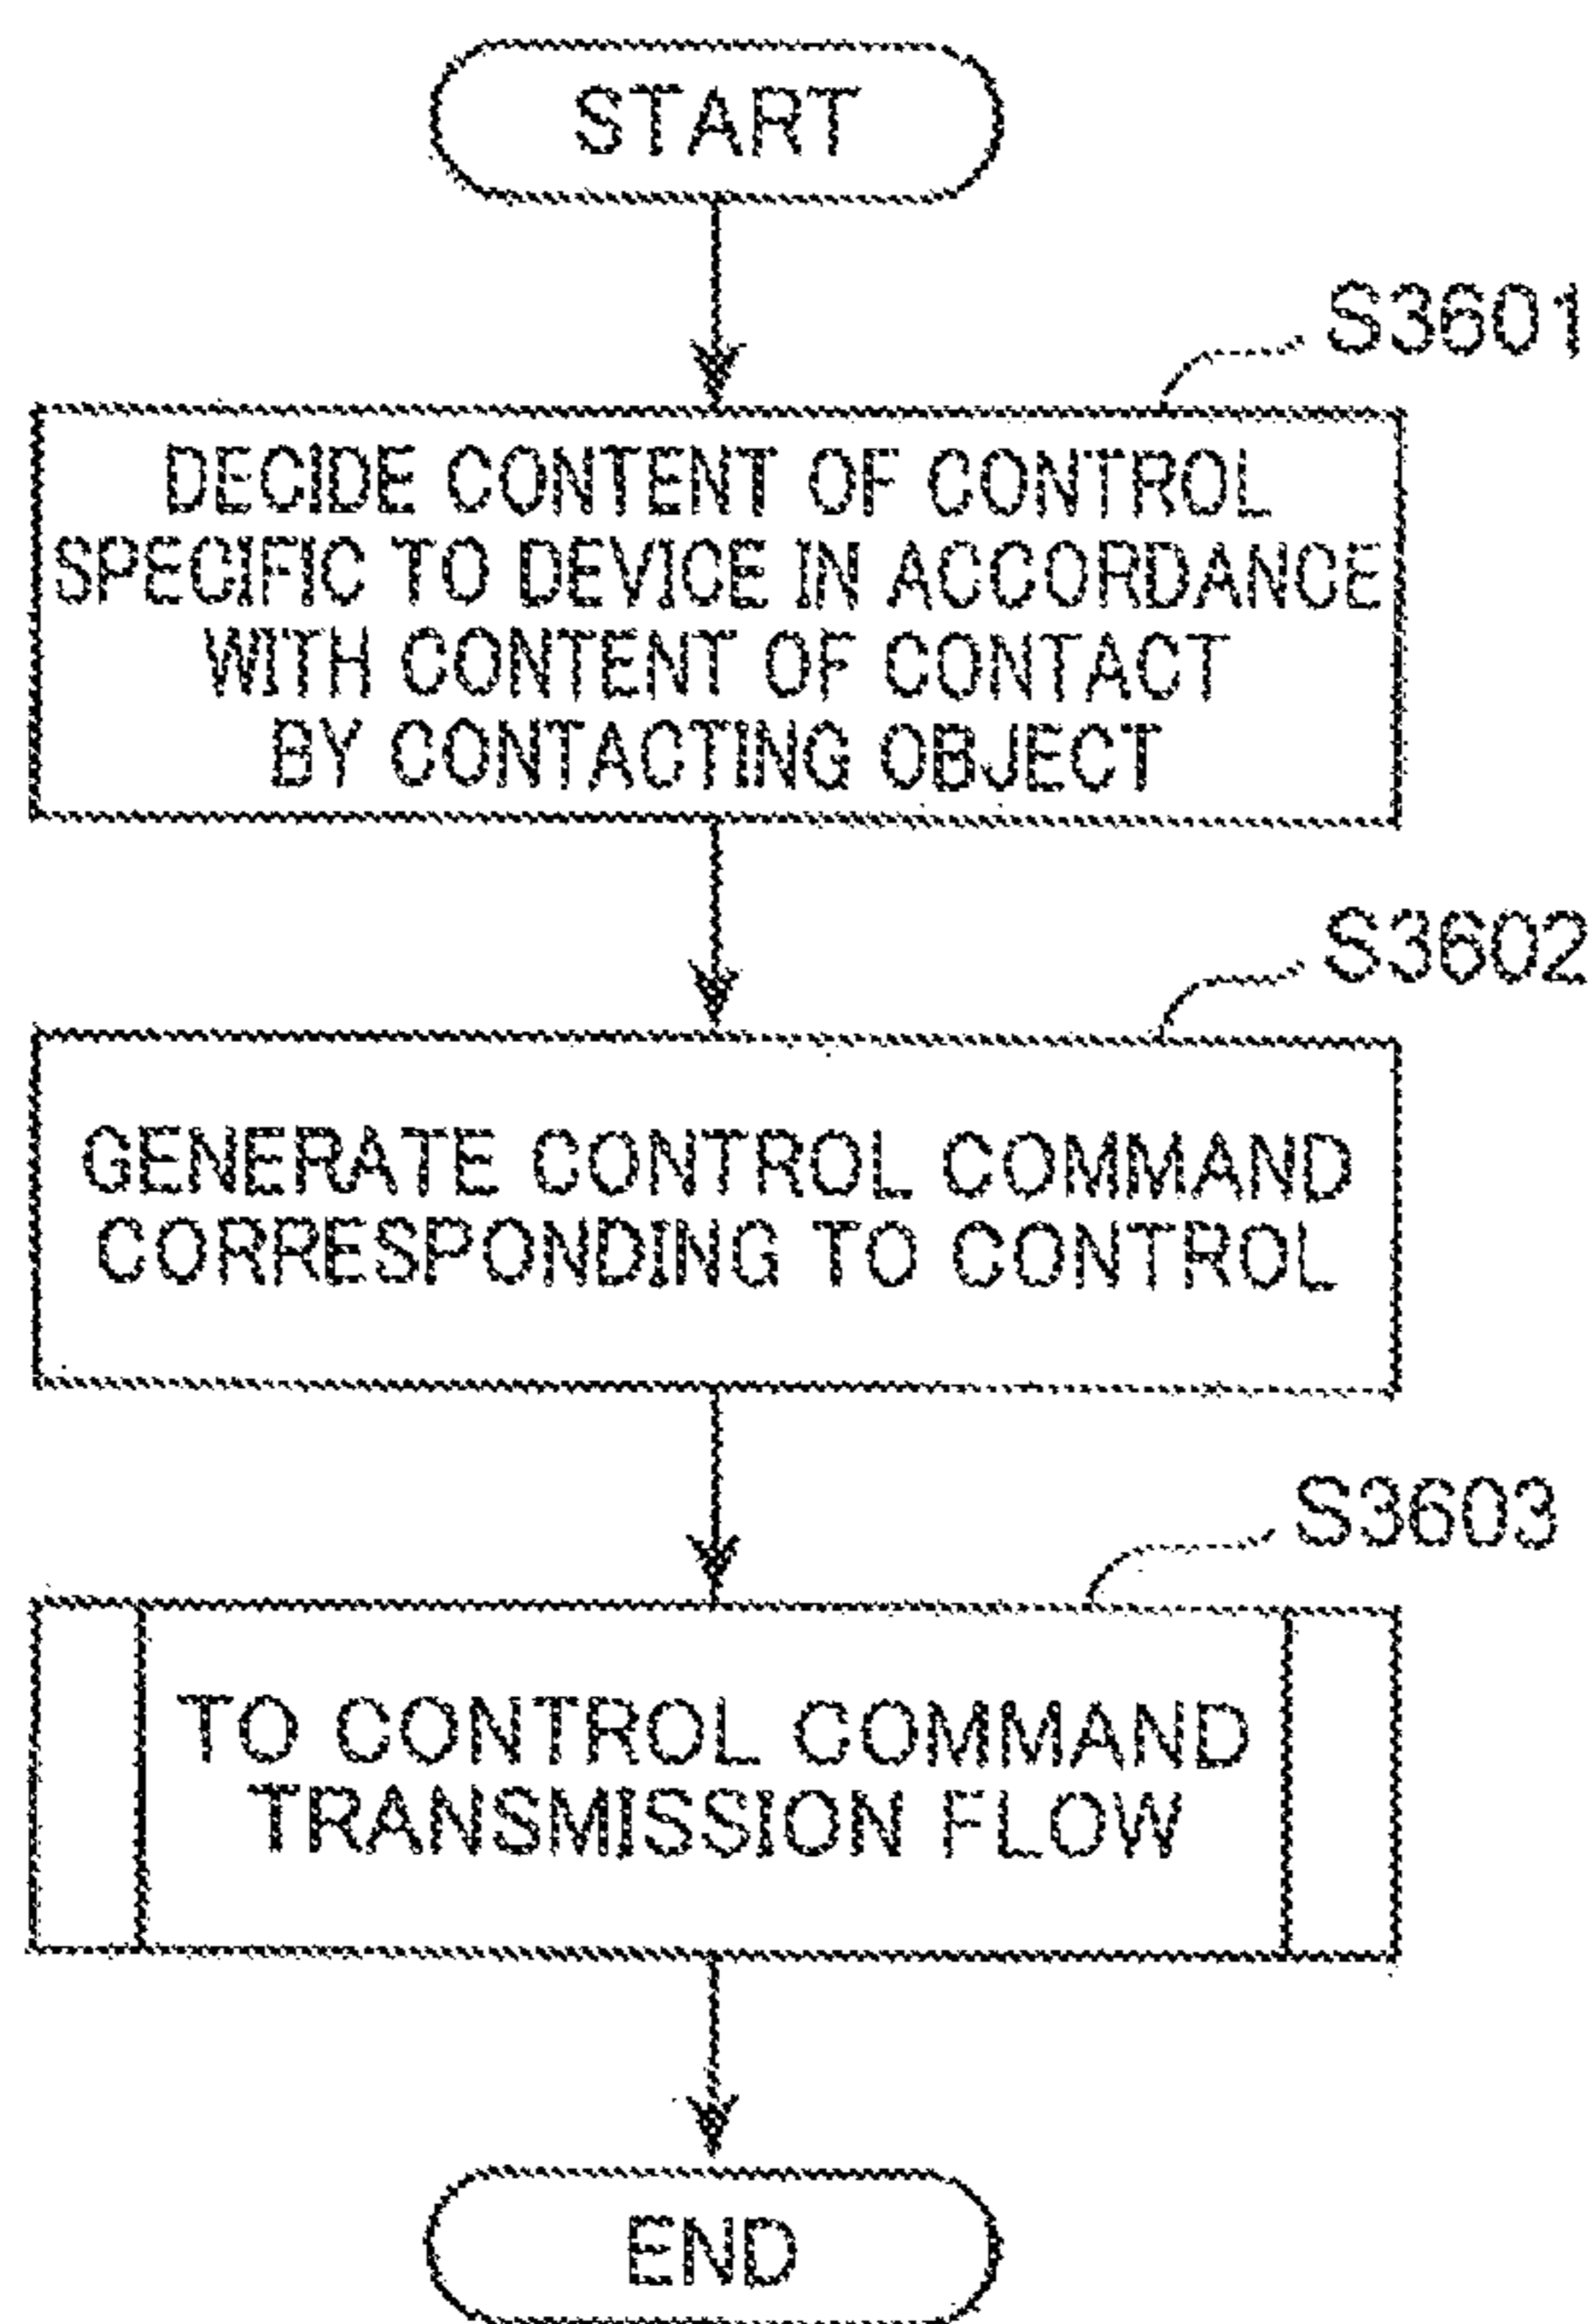 START
S3601
DECIDE CONTENT OF CONTROL
SPECIFIC TO DEVICE IN ACCORDANCE
WITH CONTENT OF CONTACT
BY CONTACTING OBJECT
S3602
GENERATE CONTROL COMMAND
CORRESPONDING TO CONTROL
S3603
TO CONTROL COMMAND
TRANSMISSION FLOW
END